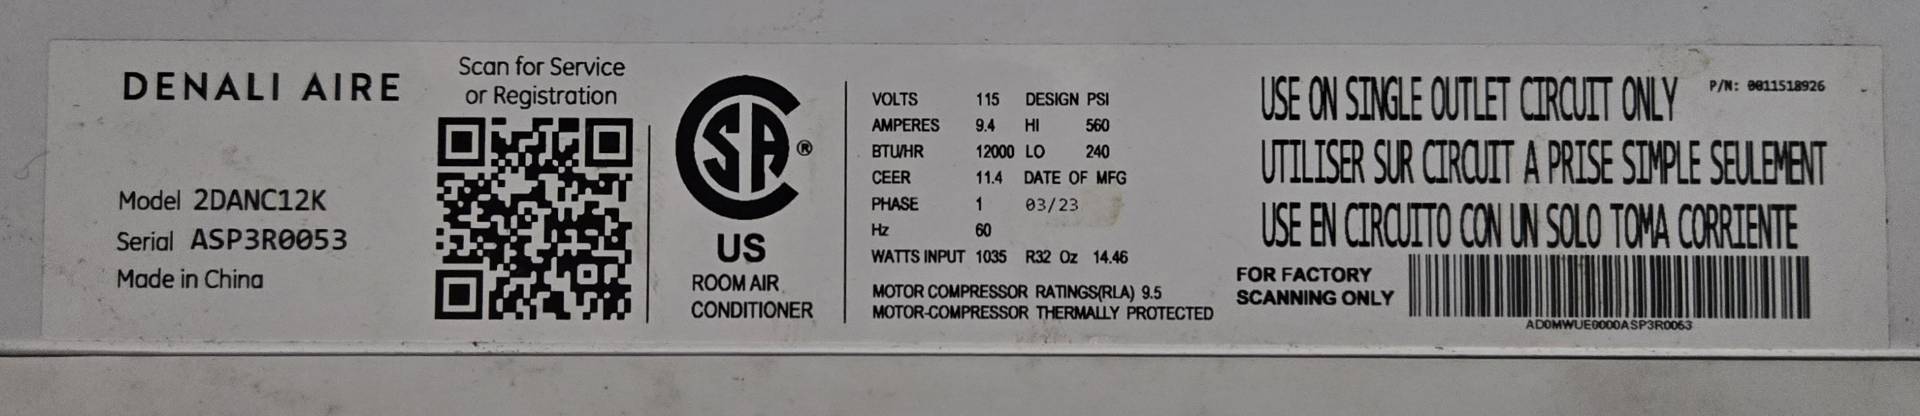 DENALI AIRE
Model 2DANC12K
Serial ASP3R0053
Made in China
Scan for Service
or Registration
SA®
US
ROOM AIR
CONDITIONER
VOLTS 115 DESIGN PSI
AMPERES 9.4 HI 560
BTU/HR 12000 LO 240
CEER 11.4 DATE OF MFG
PHASE 1 03/23
Hz 60
WATTS INPUT 1035 R32 Oz 14.46
MOTOR COMPRESSOR RATINGS(RLA) 9.5
MOTOR-COMPRESSOR THERMALLY PROTECTED
USE ON SINGLE OUTLET CIRCUIT ONLY
P/N: 0011518926
UTILISER SUR CIRCUIT A PRISE SIMPLE SEULEMENT
USE EN CIRCUITO CON UN SOLO TOMA CORRIENTE
FOR FACTORY
SCANNING ONLY
AD0MWUE0000ASP3R0053